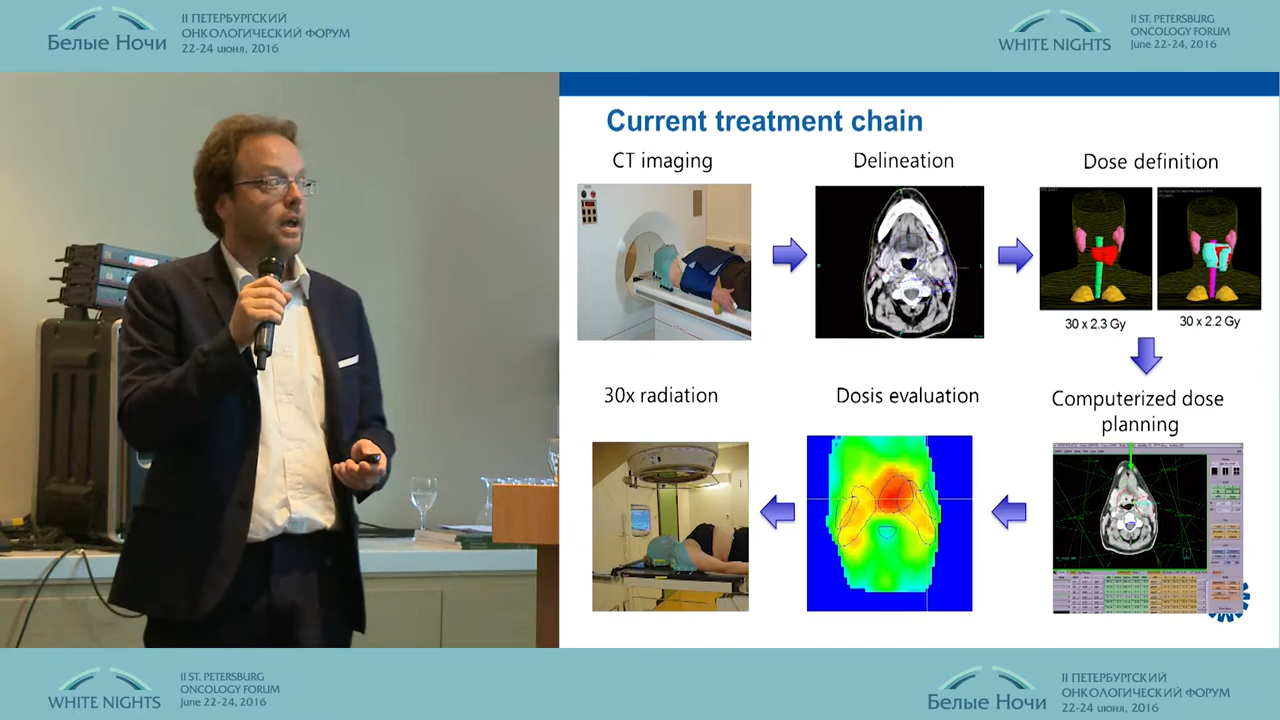 Белые Ночи
II ПЕТЕРБУРГСКИЙ
ОНКОЛОГИЧЕСКИЙ ФОРУМ
22-24 июня, 2016
WHITE NIGHTS
II ST. PETERSBURG
ONCOLOGY FORUM
June 22-24, 2016
Current treatment chain
CT imaging
Delineation
Dose definition
30 x 2.3 Gy
30 x 2.2 Gy
30x radiation
Dosis evaluation
Computerized dose
planning
WHITE NIGHTS
II ST. PETERSBURG
ONCOLOGY FORUM
June 22-24, 2016
Белые Ночи
II ПЕТЕРБУРГСКИЙ
ОНКОЛОГИЧЕСКИЙ ФОРУМ
22-24 июня, 2016